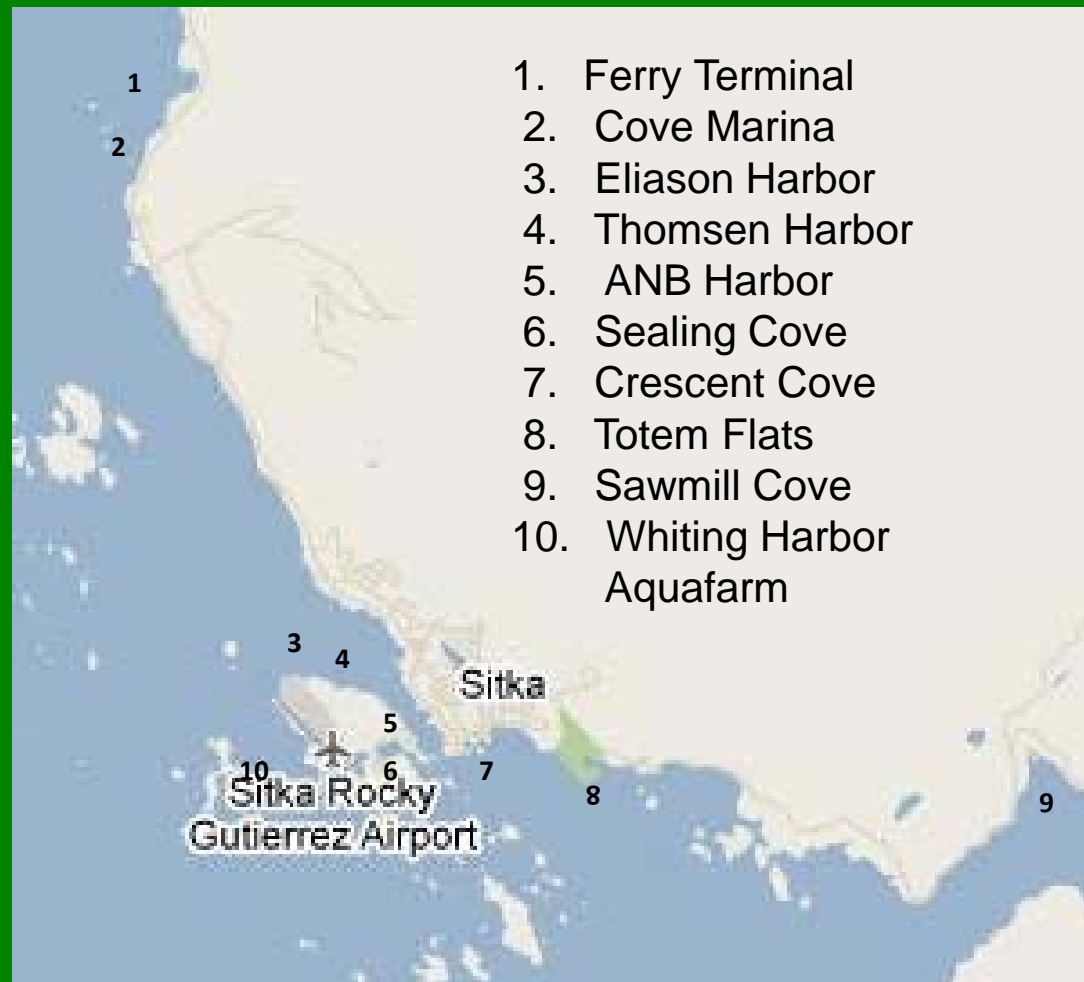 1. Ferry Terminal
2. Cove Marina
3. Eliason Harbor
4. Thomsen Harbor
5. ANB Harbor
6. Sealing Cove
7. Crescent Cove
8. Totem Flats
9. Sawmill Cove
10. Whiting Harbor
Aquafarm
1
2
3
4
Sitka
5
10
6
7
Sitka Rocky
8
9
Gutierrez Airport